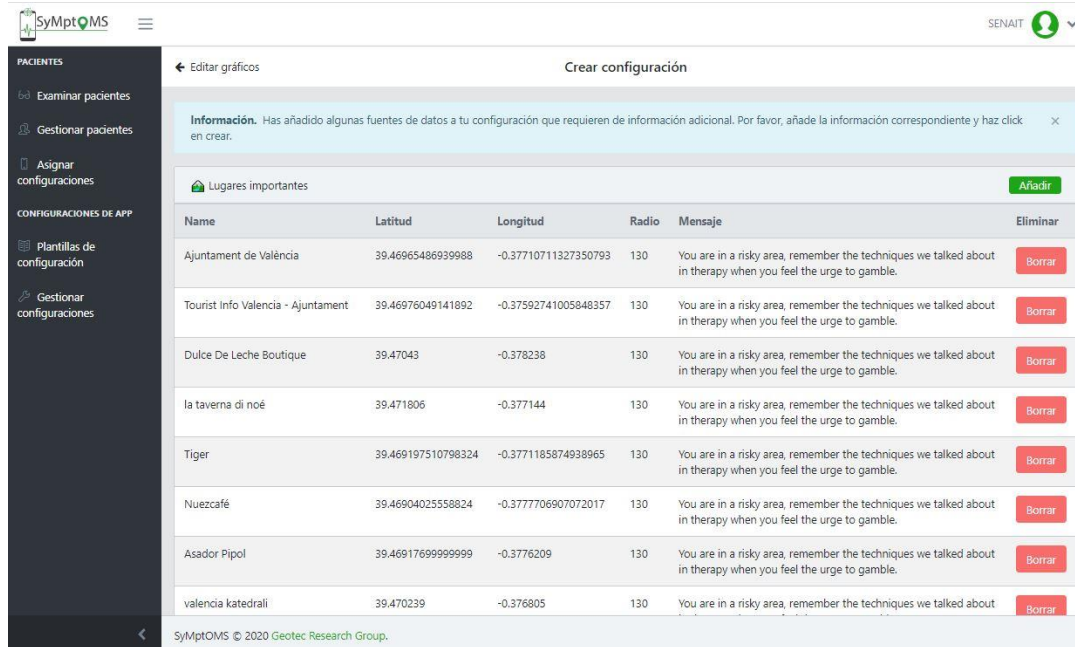 SyMptOMS
SENAIT
PACIENTES
Examinar pacientes
Gestionar pacientes
Asignar
configuraciones
CONFIGURACIONES DE APP
Plantillas de
configuración
Gestionar
configuraciones
Editar gráficos
Crear configuración
Información. Has añadido algunas fuentes de datos a tu configuración que requieren de información adicional. Por favor, añade la información correspondiente y haz click
en crear.
Lugares importantes
Añadir
Name Latitud Longitud Radio Mensaje Eliminar
Ajuntament de València 39.46965486939988 -0.37710711327350793 130 You are in a risky area, remember the techniques we talked about
in therapy when you feel the urge to gamble.
Borrar
Tourist Info Valencia - Ajuntament 39.46976049141892 -0.37592741005848357 130 You are in a risky area, remember the techniques we talked about
in therapy when you feel the urge to gamble.
Borrar
Dulce De Leche Boutique 39.47043 -0.378238 130 You are in a risky area, remember the techniques we talked about
in therapy when you feel the urge to gamble.
Borrar
la taverna di noé 39.471806 -0.377144 130 You are in a risky area, remember the techniques we talked about
in therapy when you feel the urge to gamble.
Borrar
Tiger 39.469197510798324 -0.3771185874938965 130 You are in a risky area, remember the techniques we talked about
in therapy when you feel the urge to gamble.
Borrar
Nuezcafé 39.46904025558824 -0.3777706907072017 130 You are in a risky area, remember the techniques we talked about
in therapy when you feel the urge to gamble.
Borrar
Asador Pipol 39.46917699999999 -0.3776209 130 You are in a risky area, remember the techniques we talked about
in therapy when you feel the urge to gamble.
Borrar
valencia katedrali 39.470239 -0.376805 130 You are in a risky area, remember the techniques we talked about
Borrar
SyMptOMS © 2020 Geotec Research Group.